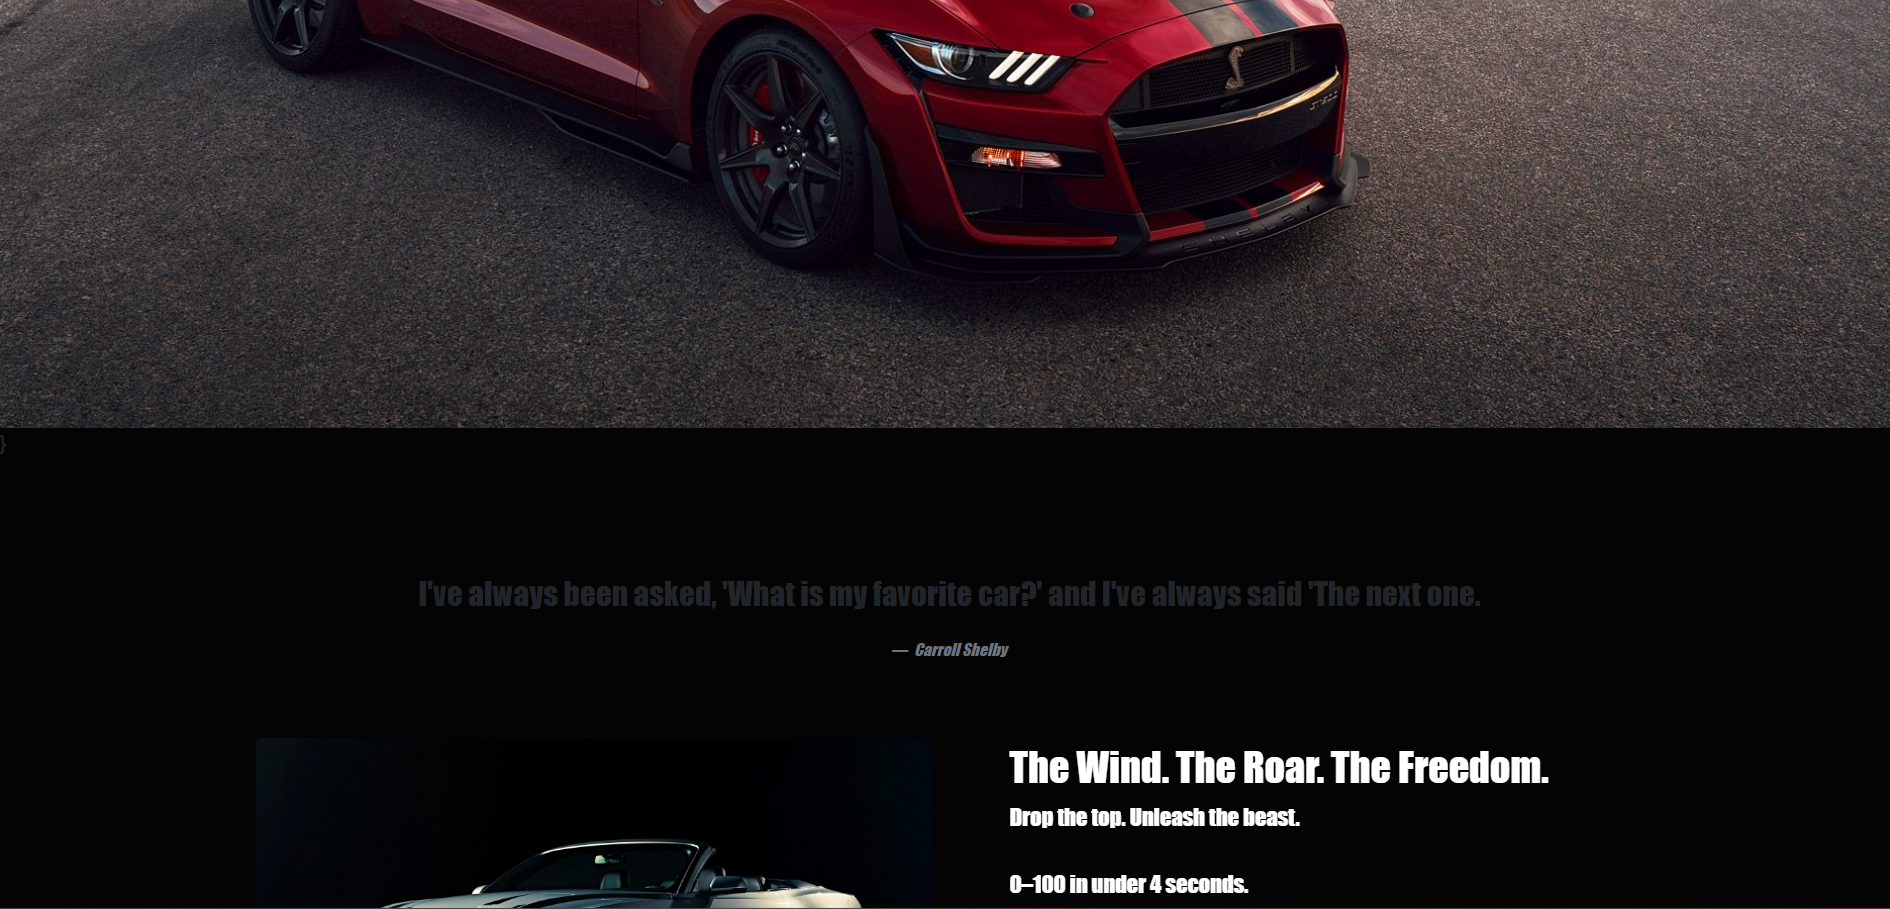 SHELBY
}
I've always been asked, 'What is my favorite car?' and I've always said 'The next one.
— Carroll Shelby
The Wind. The Roar. The Freedom.
Drop the top. Unleash the beast.
0–100 in under 4 seconds.